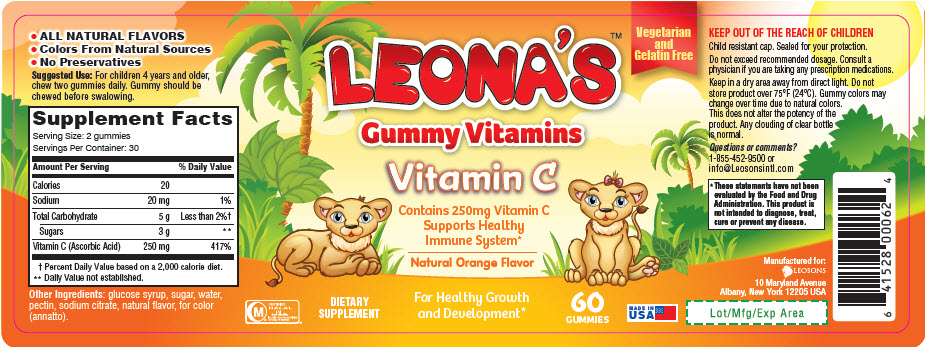 • ALL NATURAL FLAVORS
• Colors From Natural Sources
• No Preservatives
Suggested Use: For children 4 years and older,
chew two gummies daily. Gummy should be
chewed before swalowing.
Supplement Facts
Serving Size: 2 gummies
Servings Per Container: 30
Amount Per Serving % Daily Value
Calories 20
Sodium 20 mg 1%
Total Carbohydrate 5 g Less than 2%†
Sugars 3 g **
Vitamin C (Ascorbic Acid) 250 mg 417%
† Percent Daily Value based on a 2,000 calorie diet.
** Daily Value not established.
Other Ingredients: glucose syrup, sugar, water,
pectin, sodium citrate, natural flavor, for color
(annatto).
LEONA'S™
Gummy Vitamins
Vitamin C
Contains 250mg Vitamin C
Supports Healthy
Immune System*
Natural Orange Flavor
Vegetarian
and
Gelatin Free
M
DIETARY
SUPPLEMENT
For Healthy Growth
and Development*
60
GUMMIES
KEEP OUT OF THE REACH OF CHILDREN
Child resistant cap. Sealed for your protection.
Do not exceed recommended dosage. Consult a
physician if you are taking any prescription medications.
Keep in a dry area away from direct light. Do not
store product over 75°F (24°C). Gummy colors may
change over time due to natural colors.
This does not alter the potency of the
product. Any clouding of clear bottle
is normal.
Questions or comments?
1-855-452-9500 or
info@Leosonsintl.com
*These statements have not been
evaluated by the Food and Drug
Administration. This product is
not intended to diagnose, treat,
cure or prevent any disease.
Manufactured for:
LEOSONS
10 Maryland Avenue
Albany, New York 12205 USA
MADE IN
USA
Lot/Mfg/Exp Area
6 41528 00062 4